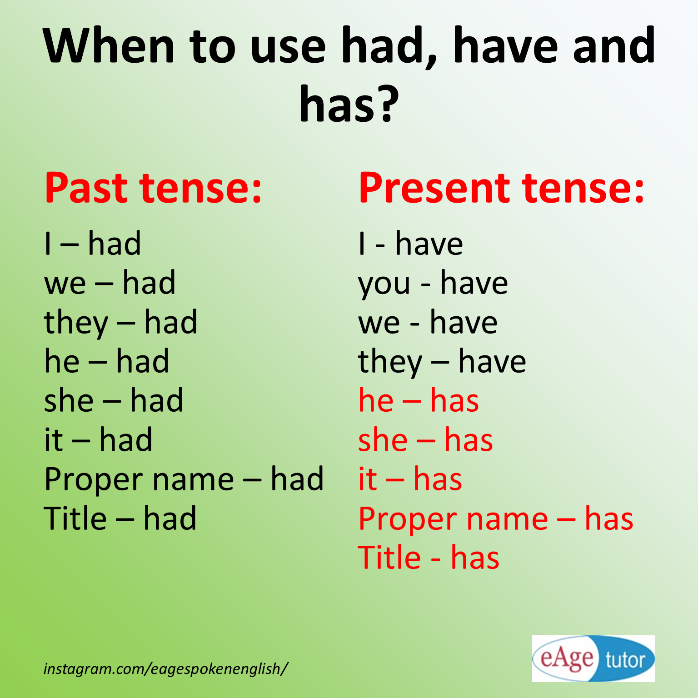 When to use had, have and
has?
Past tense:
I – had
we – had
they – had
he – had
she – had
it – had
Proper name – had
Title – had
Present tense:
I - have
you - have
we - have
they – have
he – has
she – has
it – has
Proper name – has
Title - has
instagram.com/eagespokenenglish/
eAge tutor